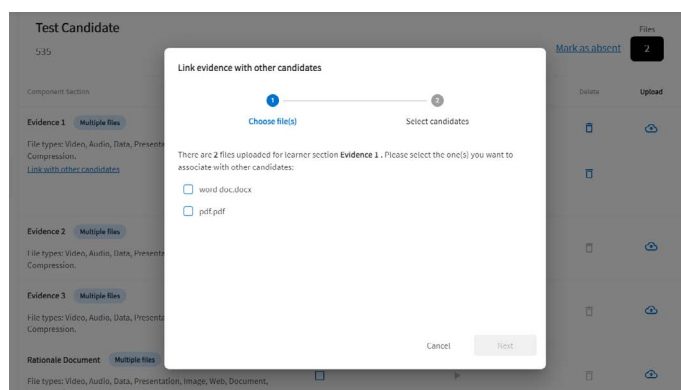 Test Candidate
Files
535
Mark as absent
2
Link evidence with other candidates
Component Section
Delete
Upload
1
2
Choose file(s)
Select candidates
Evidence 1 Multiple files
File types: Video, Audio, Data, Presenta
Compression.
Link with other candidates
There are 2 files uploaded for learner section Evidence 1 . Please select the one(s) you want to
associate with other candidates:
word doc.docx
pdf.pdf
Evidence 2 Multiple files
File types: Video, Audio, Data, Presenta
Compression.
Evidence 3 Multiple files
File types: Video, Audio, Data, Presenta
Compression.
Cancel
Next
Rationale Document Multiple files
File types: Video, Audio, Data, Presentation, Image, Web, Document,